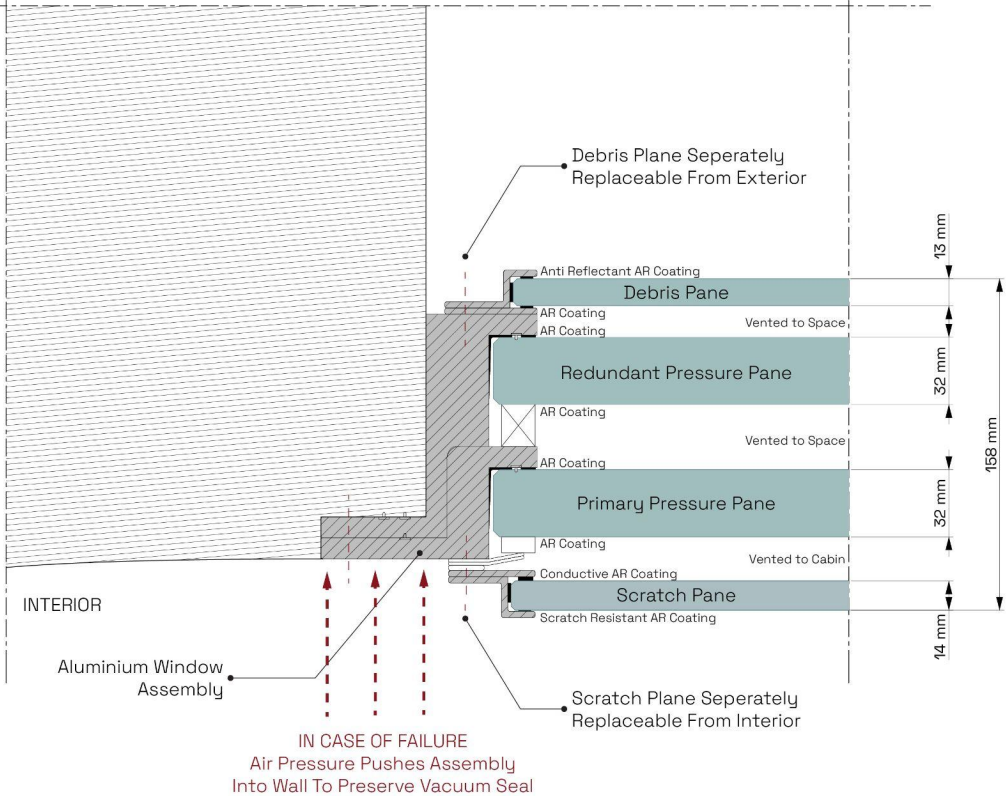 Debris Plane Seperately
Replaceable From Exterior
13 mm
Anti Reflectant AR Coating
Debris Pane
AR Coating
Vented to Space
AR Coating
Redundant Pressure Pane
32 mm
AR Coating
Vented to Space
158 mm
AR Coating
Primary Pressure Pane
32 mm
AR Coating
Vented to Cabin
Conductive AR Coating
Scratch Pane
Scratch Resistant AR Coating
14 mm
INTERIOR
Aluminium Window
Assembly
Scratch Plane Seperately
Replaceable From Interior
IN CASE OF FAILURE
Air Pressure Pushes Assembly
Into Wall To Preserve Vacuum Seal